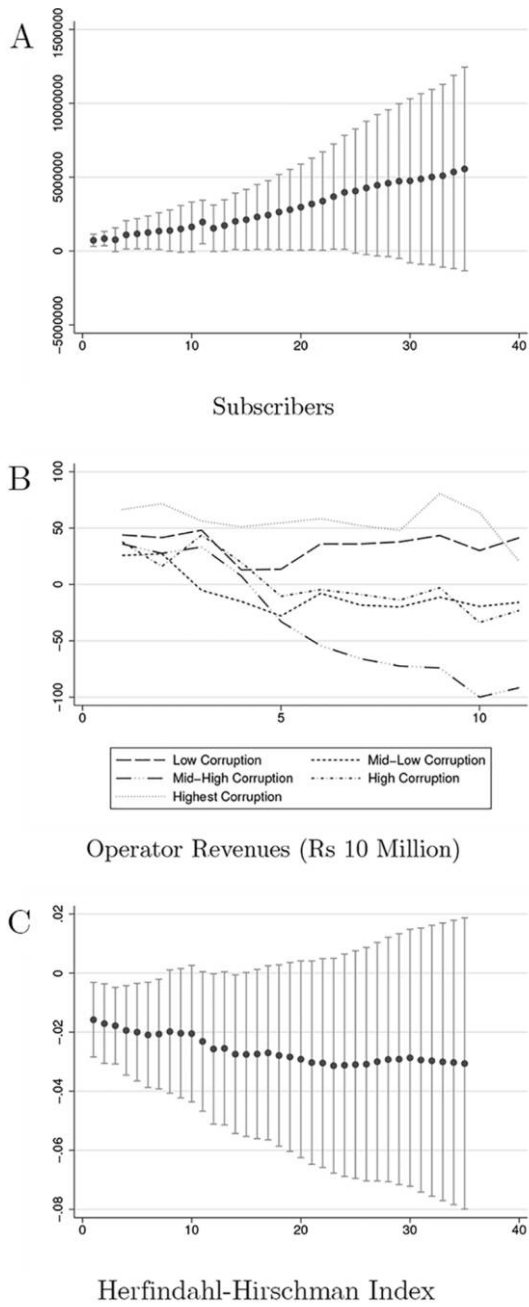 A
15000000
10000000
5000000
0
-5000000
0 10 20 30 40
Subscribers
B
100
50
0
-50
-100
0 5 10
Low Corruption Mid-Low Corruption
Mid-High Corruption High Corruption
Highest Corruption
Operator Revenues (Rs 10 Million)
C
.02
0
-.02
-.04
-.06
-.08
0 10 20 30 40
Herfindahl-Hirschman Index